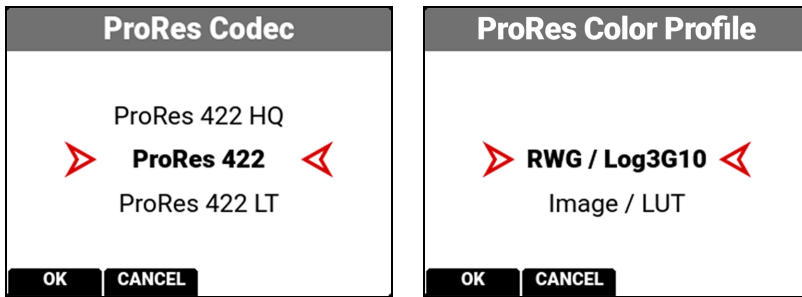 ProRes Codec
ProRes 422 HQ
ProRes 422
ProRes 422 LT
OK CANCEL
ProRes Color Profile
RWG / Log3G10
Image / LUT
OK CANCEL